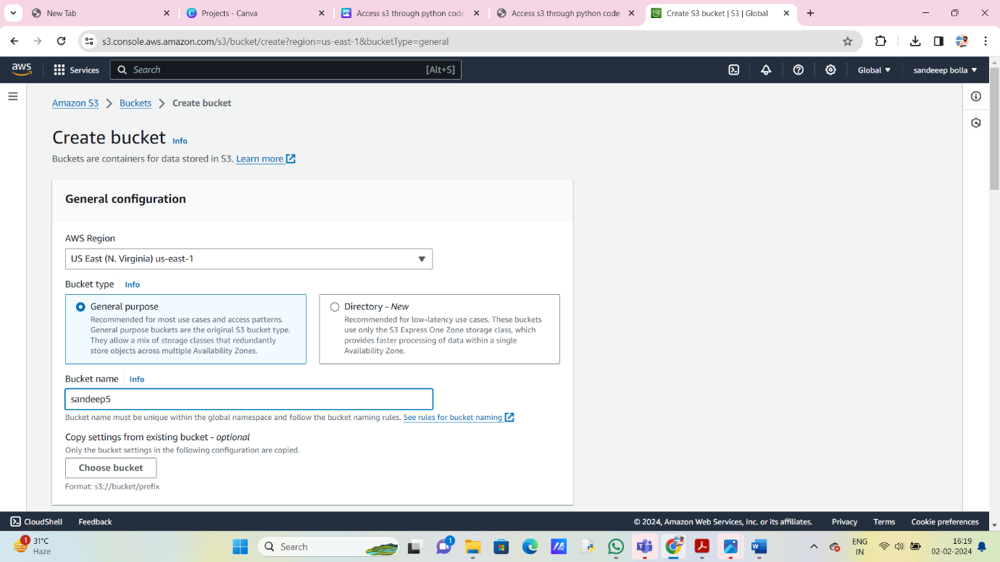 New Tab
Projects - Canva
Access s3 through python code
Access s3 through python code
Create S3 bucket | S3 | Global
s3.console.aws.amazon.com/s3/bucket/create?region=us-east-1&bucketType=general
aws
Services
Search
[Alt+S]
Global
sandeeep bolla
Amazon S3
Buckets
Create bucket
Create bucket Info
Buckets are containers for data stored in S3. Learn more
General configuration
AWS Region
US East (N. Virginia) us-east-1
Bucket type Info
General purpose
Recommended for most use cases and access patterns.
General purpose buckets are the original S3 bucket type.
They allow a mix of storage classes that redundantly
store objects across multiple Availability Zones.
Directory - New
Recommended for low-latency use cases. These buckets
use only the S3 Express One Zone storage class, which
provides faster processing of data within a single
Availability Zone.
Bucket name Info
sandeep5
Bucket name must be unique within the global namespace and follow the bucket naming rules. See rules for bucket naming
Copy settings from existing bucket - optional
Only the bucket settings in the following configuration are copied.
Choose bucket
Format: s3://bucket/prefix
CloudShell
Feedback
© 2024, Amazon Web Services, Inc. or its affiliates.
Privacy
Terms
Cookie preferences
1
31°C
Haze
Search
1
ENG
IN
16:19
02-02-2024